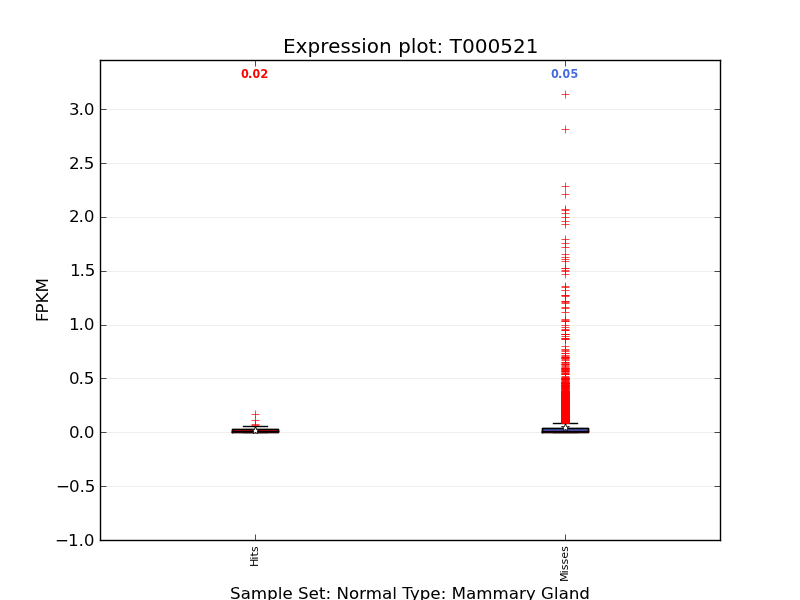 Expression plot: T000521
0.02
0.05
3.0
2.5
2.0
1.5
1.0
0.5
0.0
−0.5
−1.0
FPKM
Hits
Misses
Sample Set: Normal Type: Mammary Gland